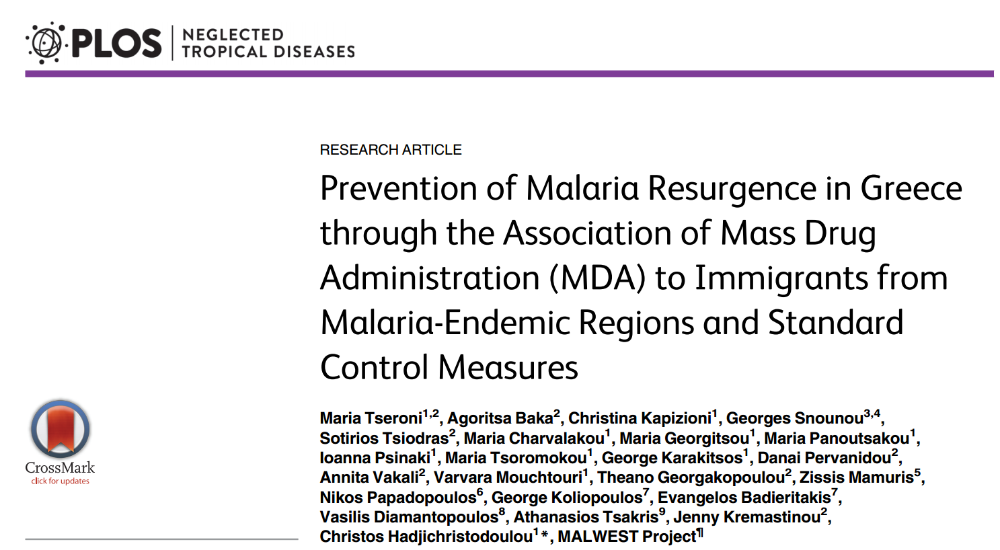 PLOS
NEGLECTED
TROPICAL DISEASES
RESEARCH ARTICLE
Prevention of Malaria Resurgence in Greece
through the Association of Mass Drug
Administration (MDA) to Immigrants from
Malaria-Endemic Regions and Standard
Control Measures
Maria Tseroni1,2, Agoritsa Baka2, Christina Kapizioni1, Georges Snounou3,4,
Sotirios Tsiodras2, Maria Charvalakou1, Maria Georgitsou1, Maria Panoutsakou1,
Ioanna Psinaki1, Maria Tsoromokou1, George Karakitsos1, Danai Pervanidou2,
Annita Vakali2, Varvara Mouchtouri1, Theano Georgakopoulou2, Zissis Mamuris5,
Nikos Papadopoulos6, George Koliopoulos7, Evangelos Badieritakis7,
Vasilis Diamantopoulos8, Athanasios Tsakris9, Jenny Kremastinou2,
Christos Hadjichristodoulou1*, MALWEST Project¶
CrossMark
click for updates